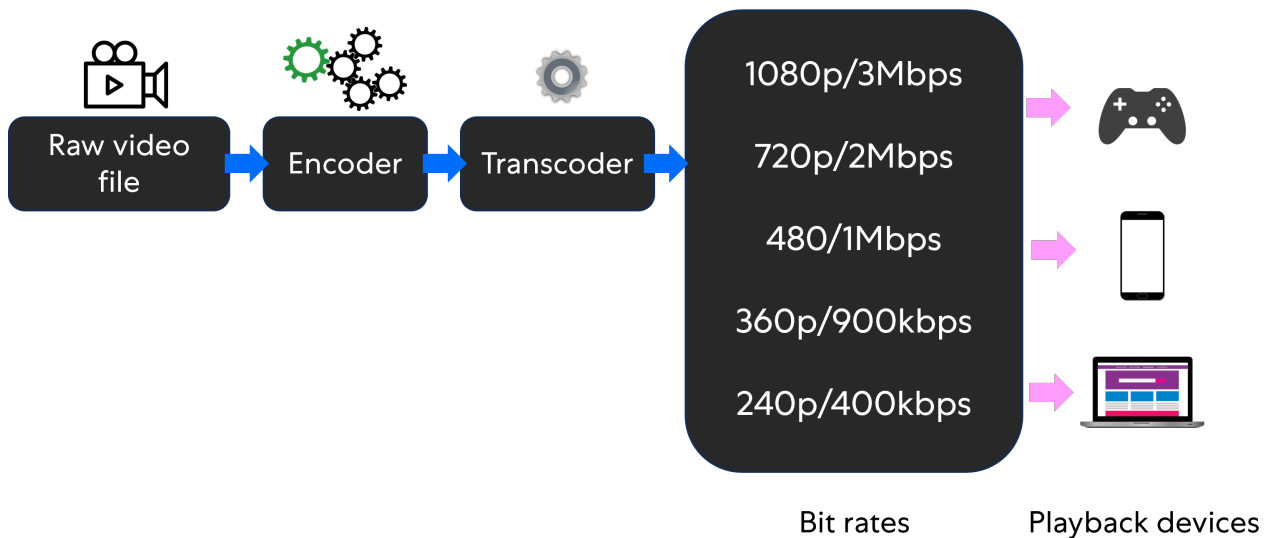 Raw video
file
Encoder
Transcoder
1080p/3Mbps
720p/2Mbps
480/1Mbps
360p/900kbps
240p/400kbps
Bit rates
Playback devices